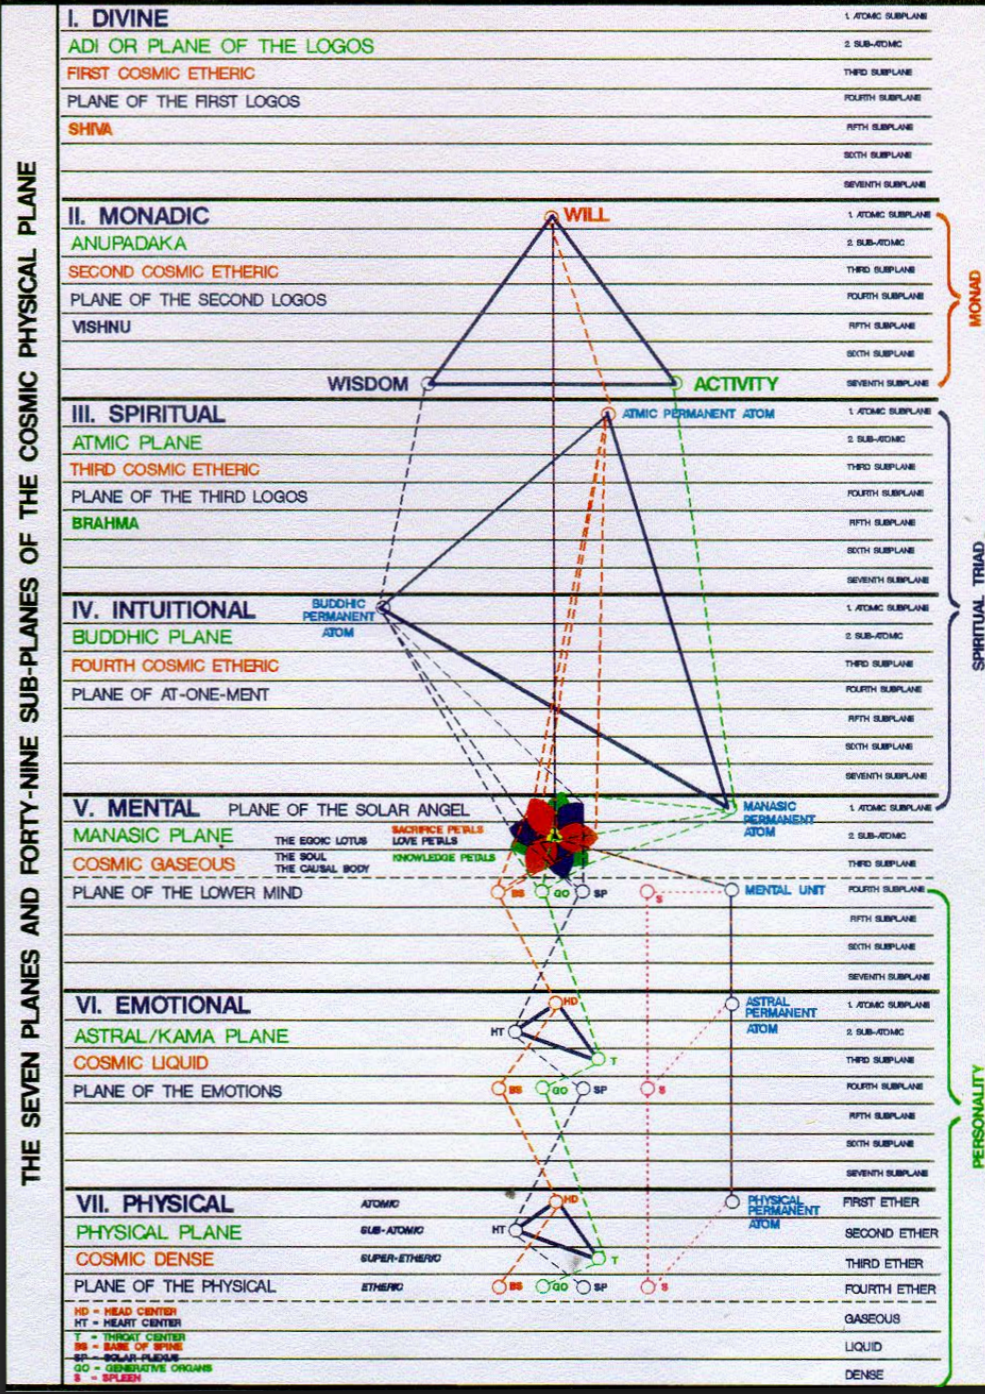 THE SEVEN PLANES AND FORTY-NINE SUB-PLANES OF THE COSMIC PHYSICAL PLANE
I. DIVINE
1. ATOMIC SUBPLANE
ADI OR PLANE OF THE LOGOS
2. SUB-ATOMIC
FIRST COSMIC ETHERIC
THIRD SUBPLANE
PLANE OF THE FIRST LOGOS
FOURTH SUBPLANE
SHIVA
FIFTH SUBPLANE
SIXTH SUBPLANE
SEVENTH SUBPLANE
II. MONADIC
WILL
1. ATOMIC SUBPLANE
ANUPADAKA
2. SUB-ATOMIC
SECOND COSMIC ETHERIC
THIRD SUBPLANE
PLANE OF THE SECOND LOGOS
FOURTH SUBPLANE
MONAD
VISHNU
FIFTH SUBPLANE
SIXTH SUBPLANE
WISDOM
ACTIVITY
SEVENTH SUBPLANE
III. SPIRITUAL
ATMIC PERMANENT ATOM
1. ATOMIC SUBPLANE
ATMIC PLANE
2. SUB-ATOMIC
THIRD COSMIC ETHERIC
THIRD SUBPLANE
PLANE OF THE THIRD LOGOS
FOURTH SUBPLANE
BRAHMA
FIFTH SUBPLANE
SIXTH SUBPLANE
SEVENTH SUBPLANE
SPIRITUAL TRIAD
IV. INTUITIONAL
BUDDHIC
PERMANENT
ATOM
1. ATOMIC SUBPLANE
BUDDHIC PLANE
2. SUB-ATOMIC
FOURTH COSMIC ETHERIC
THIRD SUBPLANE
PLANE OF AT-ONE-MENT
FOURTH SUBPLANE
FIFTH SUBPLANE
SIXTH SUBPLANE
SEVENTH SUBPLANE
V. MENTAL PLANE OF THE SOLAR ANGEL
MANASIC
PERMANENT
ATOM
1. ATOMIC SUBPLANE
MANASIC PLANE
THE EGOIC LOTUS
SACRIFICE PETALS
LOVE PETALS
2. SUB-ATOMIC
COSMIC GASEOUS
THE SOUL
THE CAUSAL BODY
KNOWLEDGE PETALS
THIRD SUBPLANE
PLANE OF THE LOWER MIND
BS
GO
SP
S
MENTAL UNIT
FOURTH SUBPLANE
FIFTH SUBPLANE
SIXTH SUBPLANE
SEVENTH SUBPLANE
VI. EMOTIONAL
HD
ASTRAL
PERMANENT
ATOM
1. ATOMIC SUBPLANE
ASTRAL/KAMA PLANE
HT
2. SUB-ATOMIC
COSMIC LIQUID
T
THIRD SUBPLANE
PLANE OF THE EMOTIONS
BS
GO
SP
S
FOURTH SUBPLANE
PERSONALITY
FIFTH SUBPLANE
SIXTH SUBPLANE
SEVENTH SUBPLANE
VII. PHYSICAL
ATOMIC
HD
PHYSICAL
PERMANENT
ATOM
FIRST ETHER
PHYSICAL PLANE
SUB-ATOMIC
HT
SECOND ETHER
COSMIC DENSE
SUPER-ETHERIC
T
THIRD ETHER
PLANE OF THE PHYSICAL
ETHERIC
BS
GO
SP
S
FOURTH ETHER
HD = HEAD CENTER
HT = HEART CENTER
GASEOUS
T = THROAT CENTER
BS = BASE OF SPINE
LIQUID
SP = SOLAR PLEXUS
GO = GENERATIVE ORGANS
S = SPLEEN
DENSE